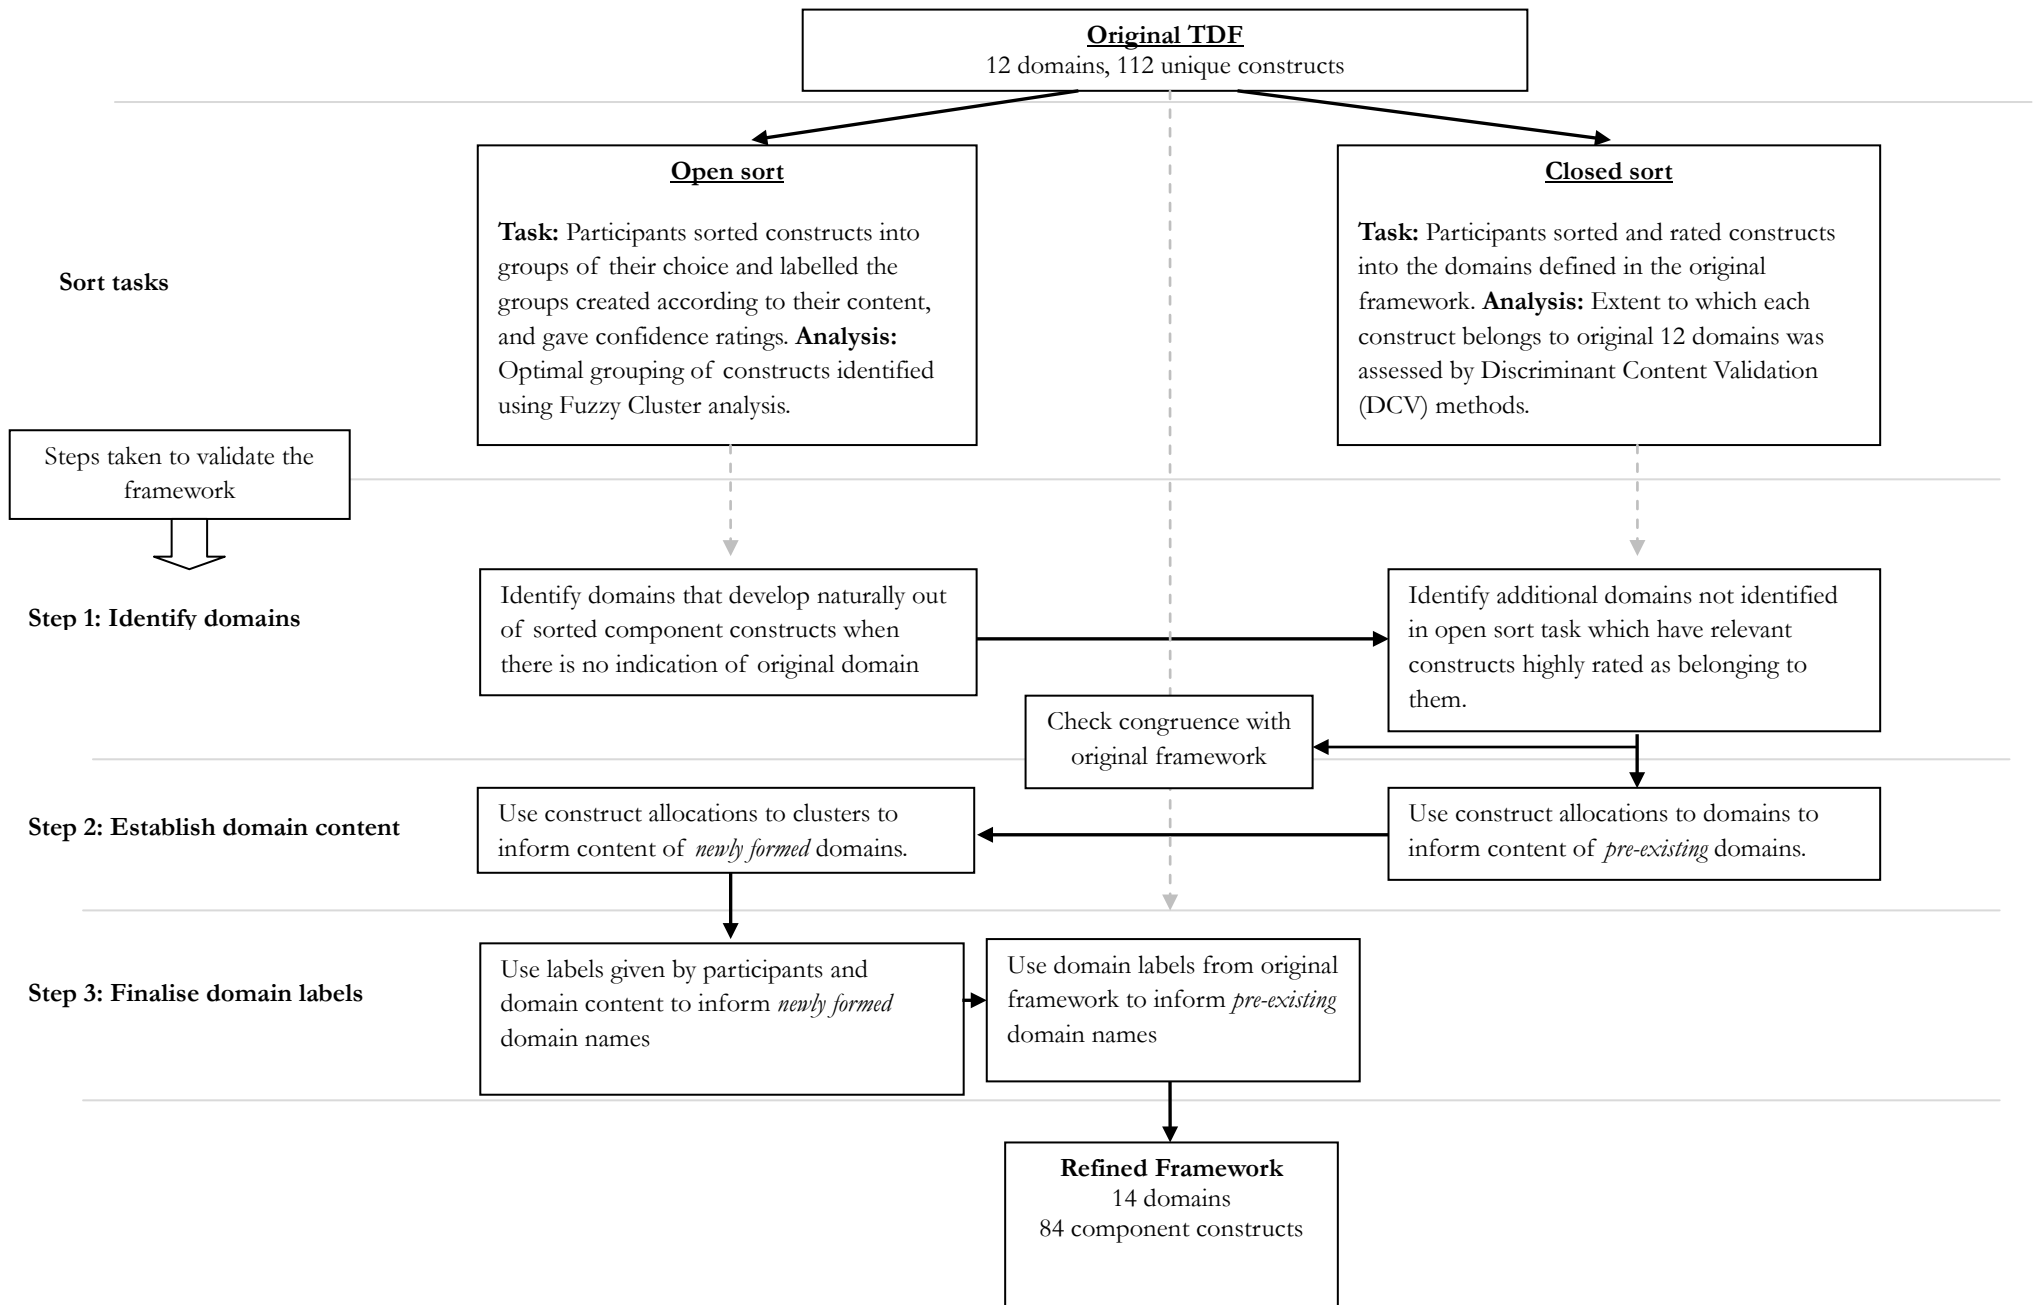 Original TDF
12 domains, 112 unique constructs
Sort tasks
Open sort
Task: Participants sorted constructs into
groups of their choice and labelled the
groups created according to their content,
and gave confidence ratings. Analysis:
Optimal grouping of constructs identified
using Fuzzy Cluster analysis.
Closed sort
Task: Participants sorted and rated constructs
into the domains defined in the original
framework. Analysis: Extent to which each
construct belongs to original 12 domains was
assessed by Discriminant Content Validation
(DCV) methods.
Steps taken to validate the
framework
Step 1: Identify domains
Identify domains that develop naturally out
of sorted component constructs when
there is no indication of original domain
Identify additional domains not identified
in open sort task which have relevant
constructs highly rated as belonging to
them.
Check congruence with
original framework
Step 2: Establish domain content
Use construct allocations to clusters to
inform content of newly formed domains.
Use construct allocations to domains to
inform content of pre-existing domains.
Step 3: Finalise domain labels
Use labels given by participants and
domain content to inform newly formed
domain names
Use domain labels from original
framework to inform pre-existing
domain names
Refined Framework
14 domains
84 component constructs